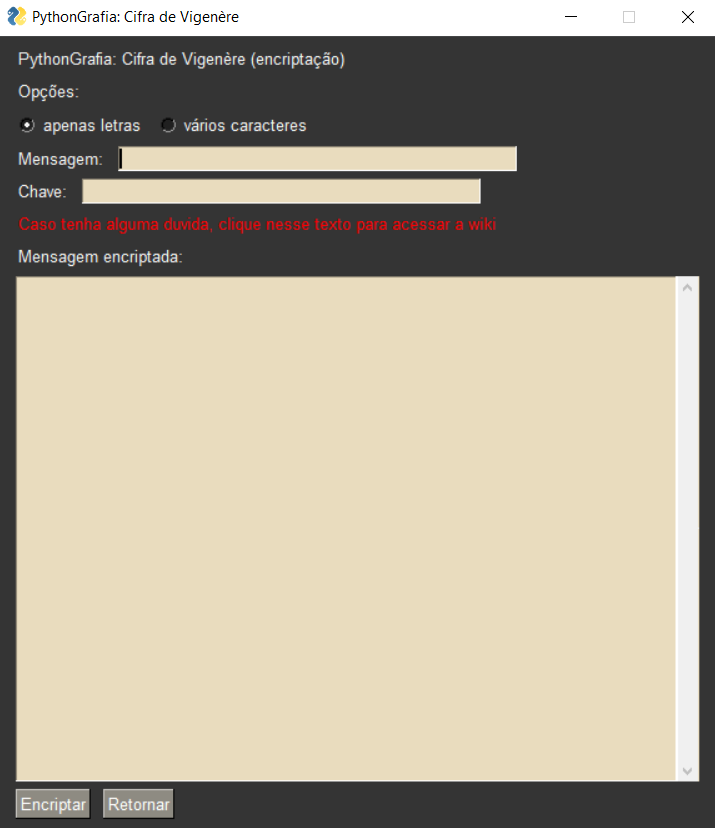 PythonGrafia: Cifra de Vigenère
PythonGrafia: Cifra de Vigenère (encriptação)
Opções:
apenas letras vários caracteres
Mensagem:
Chave:
Caso tenha alguma duvida, clique nesse texto para acessar a wiki
Mensagem encriptada:
Encriptar Retornar